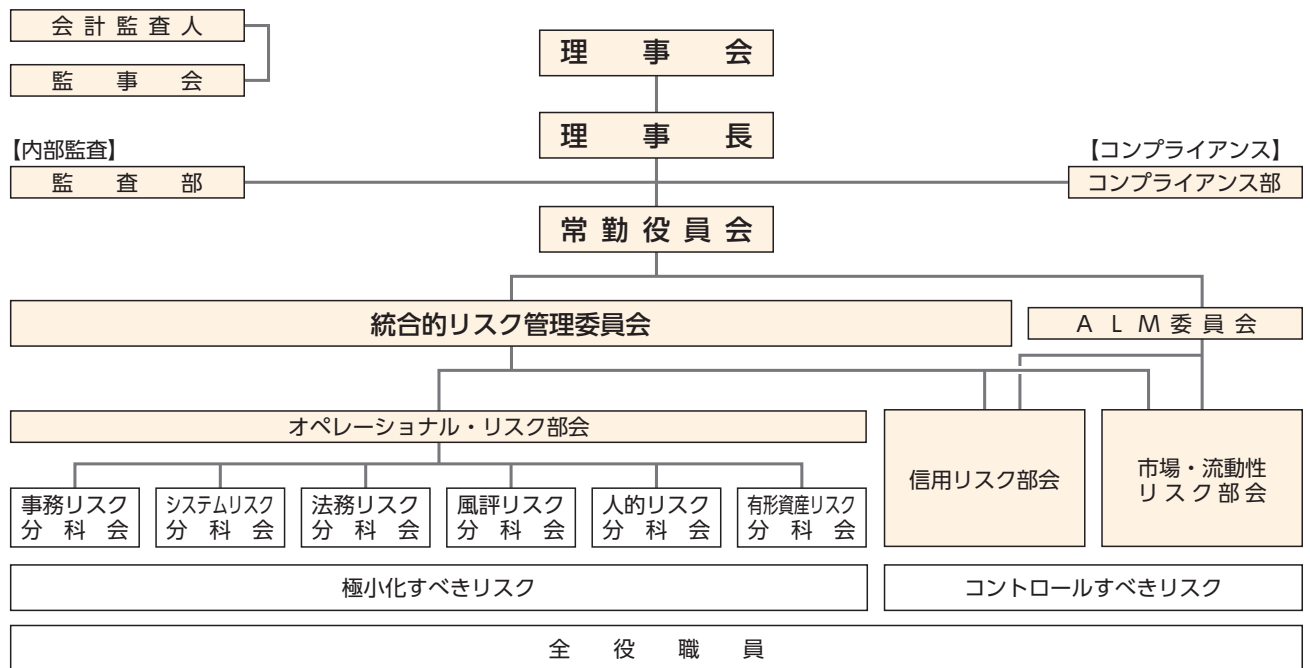 会計監査人
監事会
理事会
理事長
【内部監査】
監査部
【コンプライアンス】
コンプライアンス部
常勤役員会
統合的リスク管理委員会
ALM委員会
オペレーショナル・リスク部会
信用リスク部会
市場・流動性
リスク部会
事務リスク
分科会
システムリスク
分科会
法務リスク
分科会
風評リスク
分科会
人的リスク
分科会
有形資産リスク
分科会
極小化すべきリスク
コントロールすべきリスク
全役職員